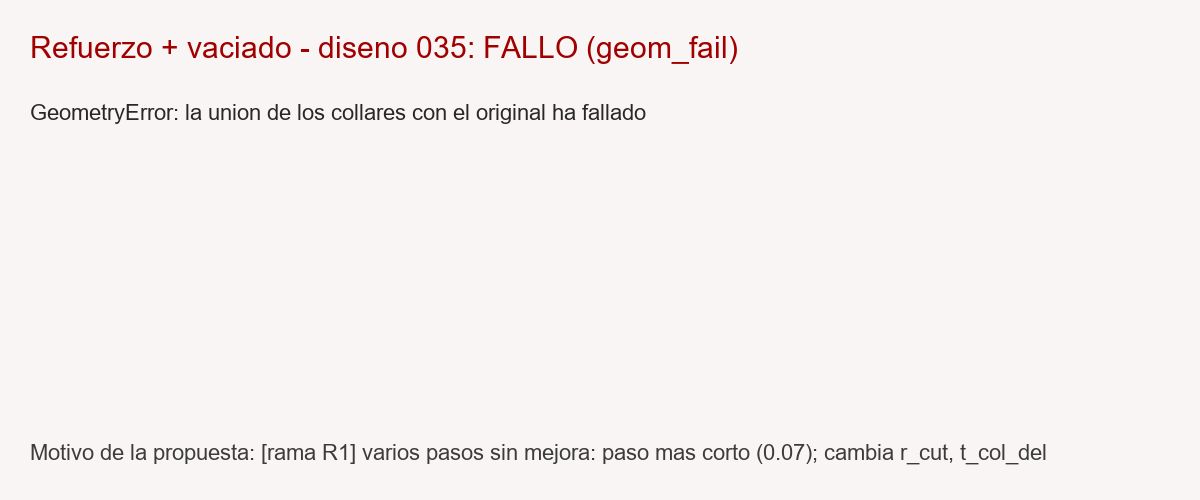 Refuerzo + vaciado - diseno 035: FALLO (geom_fail)
GeometryError: la union de los collares con el original ha fallado
Motivo de la propuesta: [rama R1] varios pasos sin mejora: paso mas corto (0.07); cambia r_cut, t_col_del